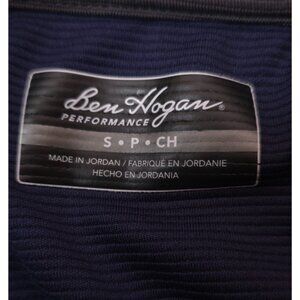 Ben Hogan®
PERFORMANCE
S • P • CH
MADE IN JORDAN / FABRIQUÉ EN JORDANIE
HECHO EN JORDANIA